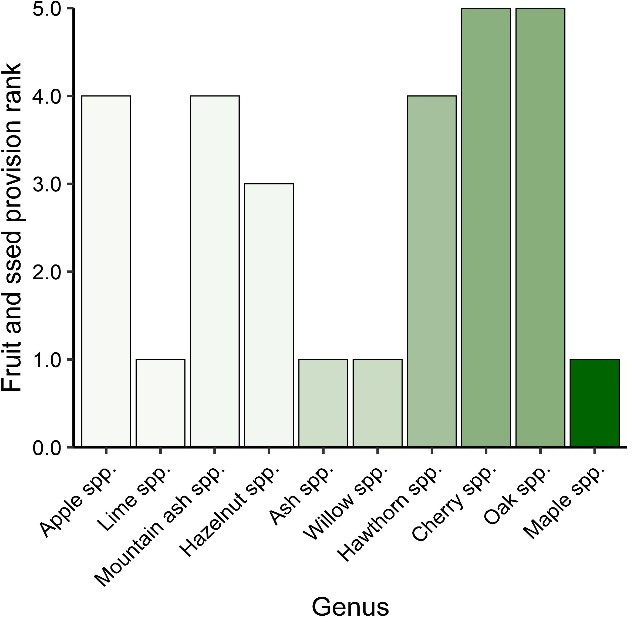 Fruit and ssed provision rank
5.0
4.0
3.0
2.0
1.0
0.0
Apple spp.
Lime spp.
Mountain ash spp.
Hazelnut spp.
Ash spp.
Willow spp.
Hawthorn spp.
Cherry spp.
Oak spp.
Maple spp.
Genus